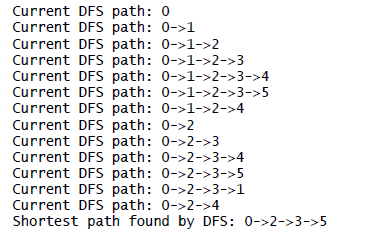 Current DFS path: 0
Current DFS path: 0->1
Current DFS path: 0->1->2
Current DFS path: 0->1->2->3
Current DFS path: 0->1->2->3->4
Current DFS path: 0->1->2->3->5
Current DFS path: 0->1->2->4
Current DFS path: 0->2
Current DFS path: 0->2->3
Current DFS path: 0->2->3->4
Current DFS path: 0->2->3->5
Current DFS path: 0->2->3->1
Current DFS path: 0->2->4
Shortest path found by DFS: 0->2->3->5